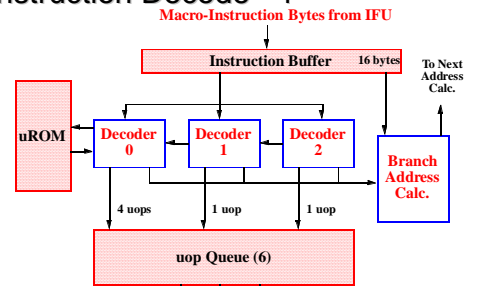 Macro-Instruction Bytes from IFU
Instruction Buffer 16 bytes
To Next
Address
Calc.
uROM
Decoder
0
Decoder
1
Decoder
2
Branch
Address
Calc.
4 uops
1 uop
1 uop
uop Queue (6)